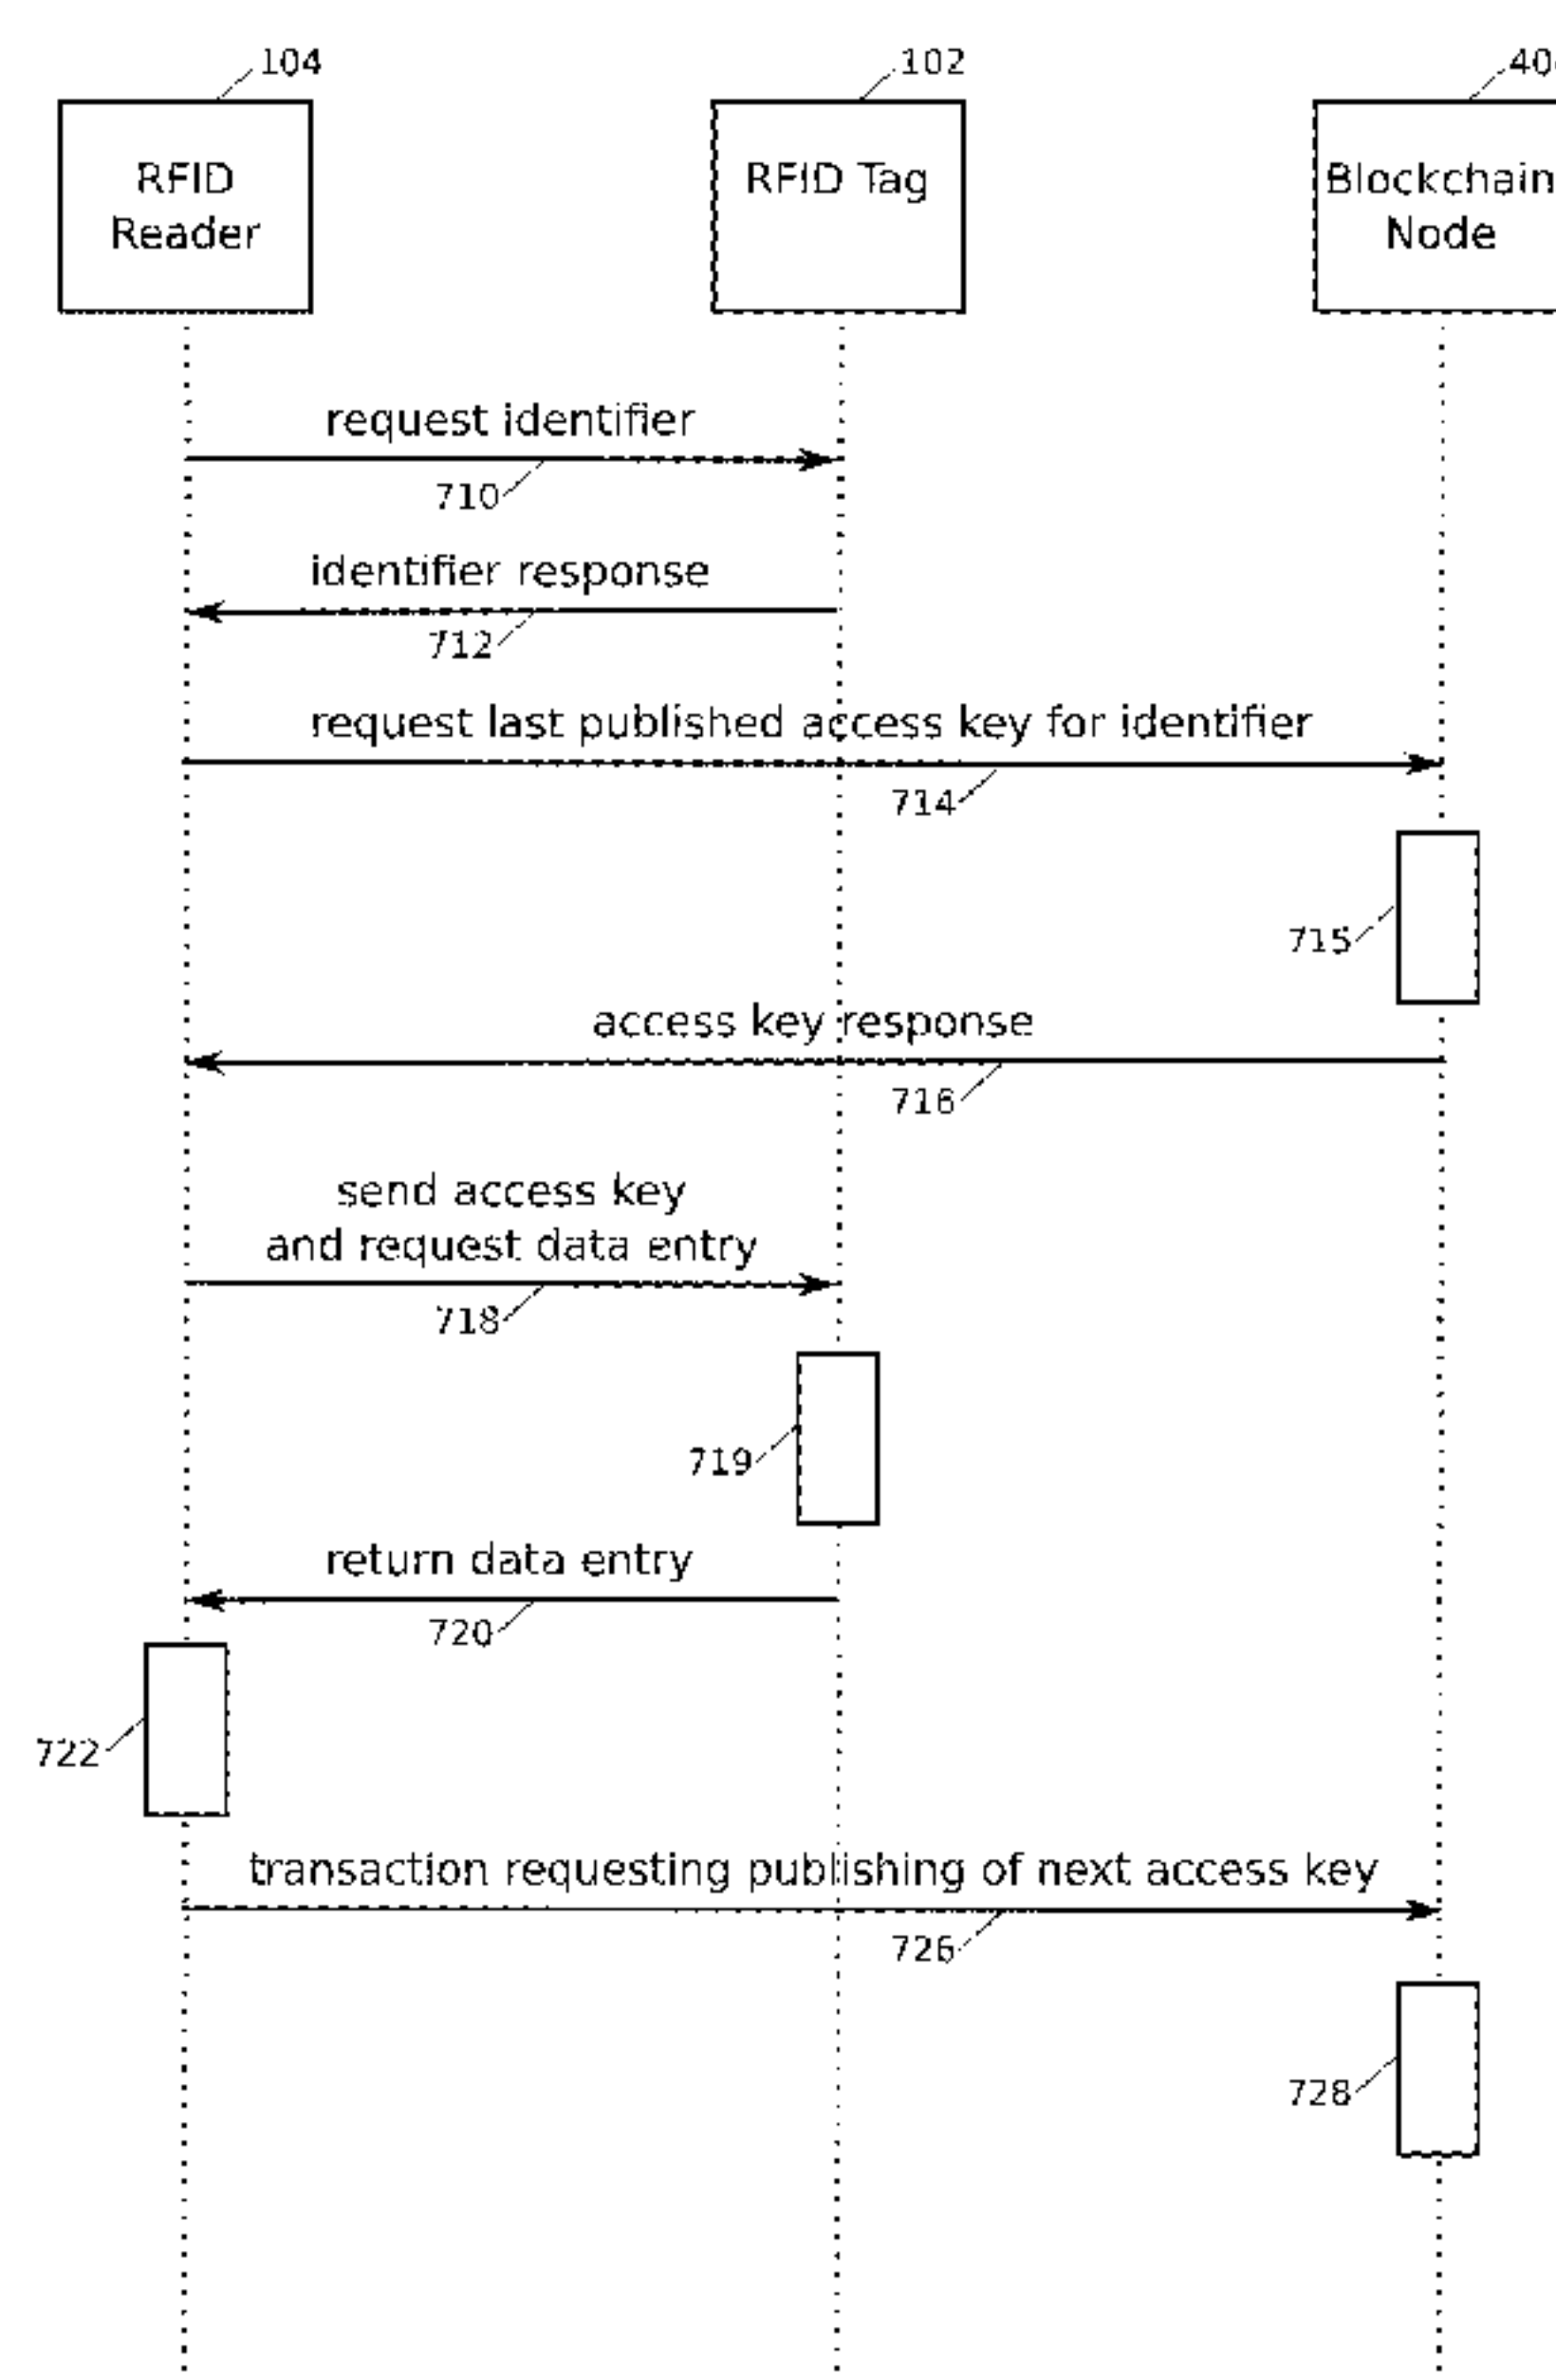 104
102
RFID
Reader
RFID Tag
Blockchain
Node
request identifier
710
identifier response
712
request last published access key for identifier
714
715
access key response
716
send access key
and request data entry
718
719
return data entry
720
722
transaction requesting publishing of next access key
726
728